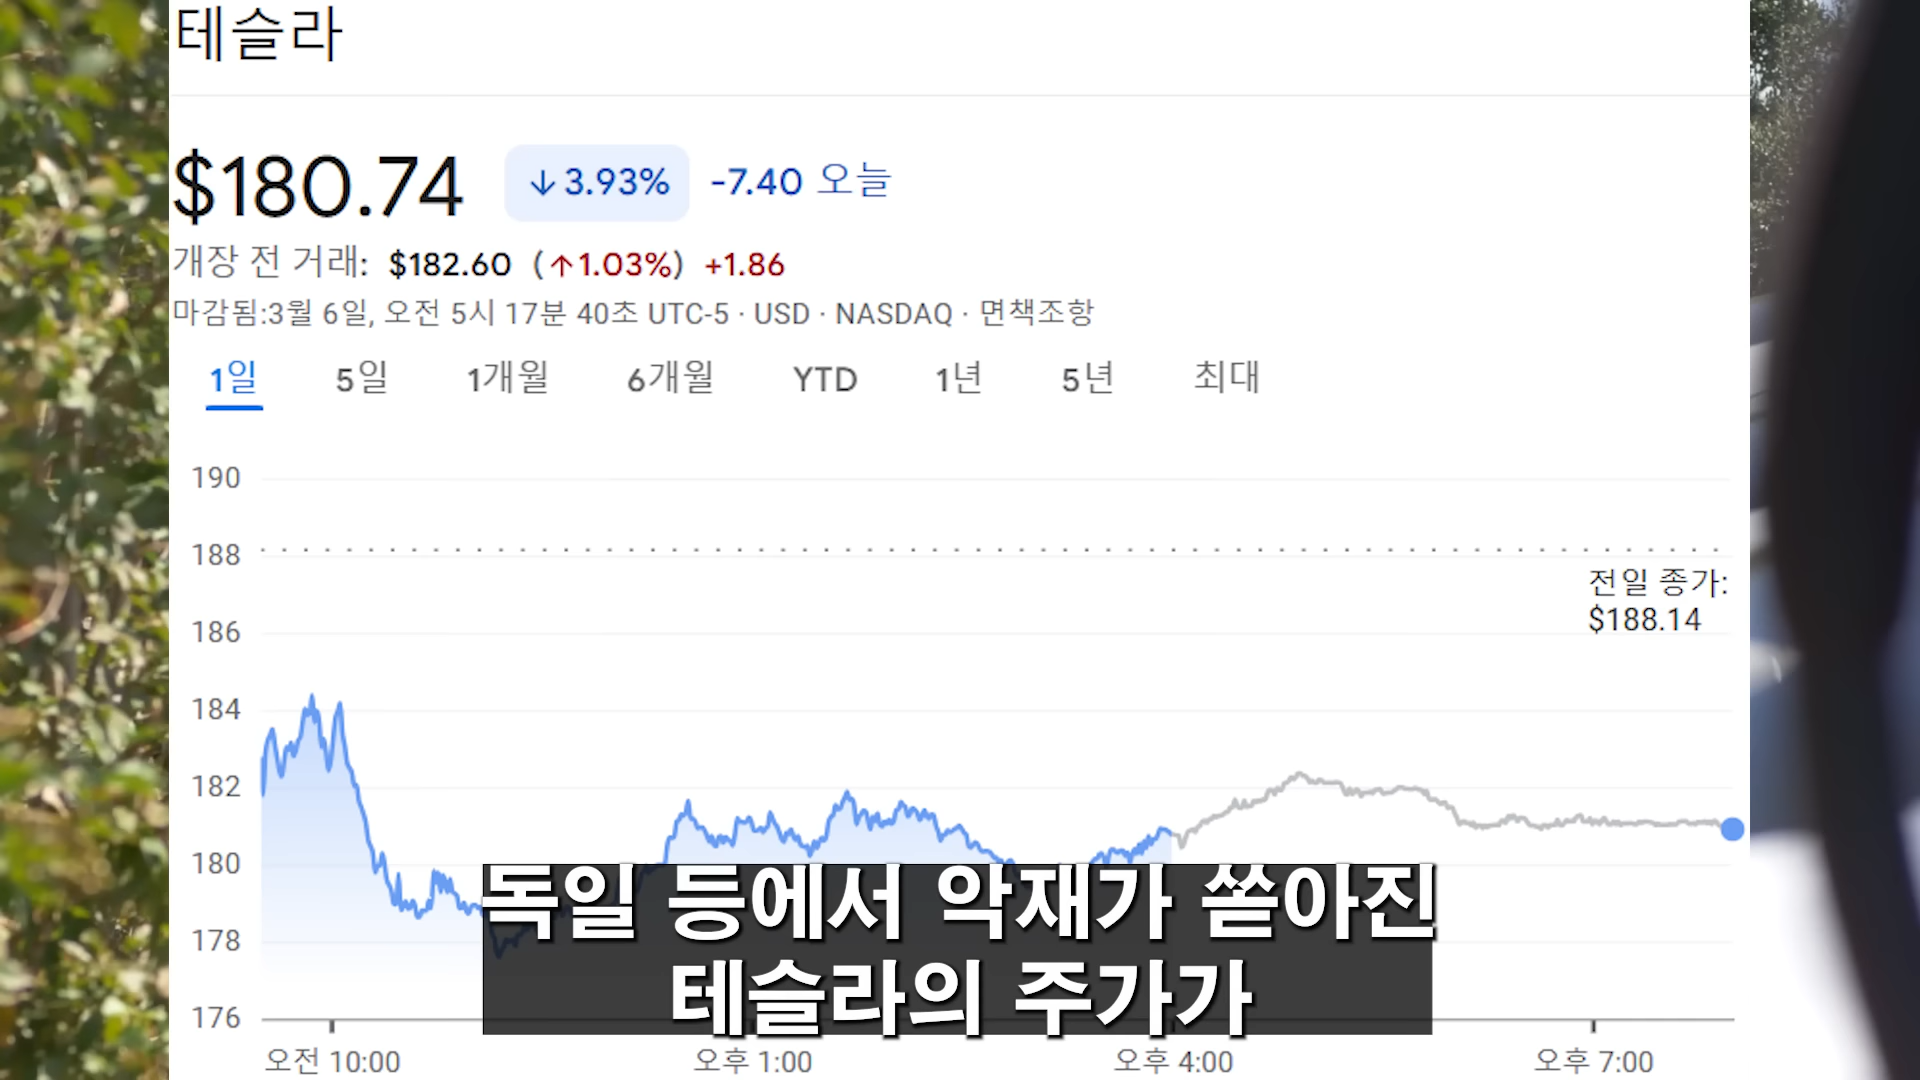 테슬라
$180.74 ↓3.93% -7.40 오늘
개장 전 거래: $182.60 (↑1.03%) +1.86
마감됨:3월 6일, 오전 5시 17분 40초 UTC-5 · USD · NASDAQ · 면책조항
1일 5일 1개월 6개월 YTD 1년 5년 최대
190
188
전일 종가:
$188.14
186
184
182
180
178
176
오전 10:00 오후 1:00 오후 4:00 오후 7:00
독일 등에서 악재가 쏟아진
테슬라의 주가가